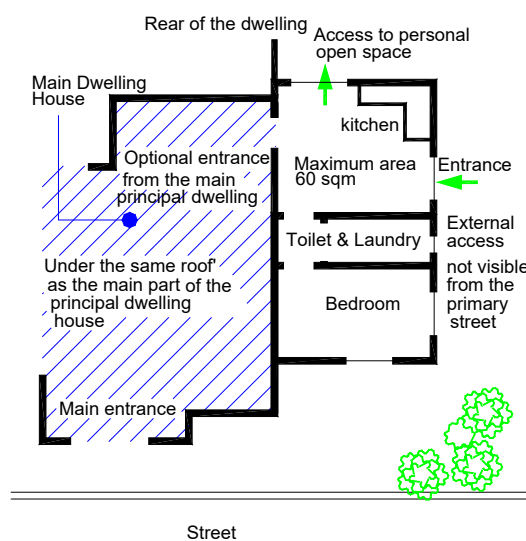 Rear of the dwelling
Access to personal
open space
Main Dwelling
House
kitchen
Optional entrance
from the main
principal dwelling
Maximum area
60 sqm
Entrance
Toilet & Laundry
External
access
not visible
from the
primary
street
Under the same roof'
as the main part of the
principal dwelling
house
Bedroom
Main entrance
Street